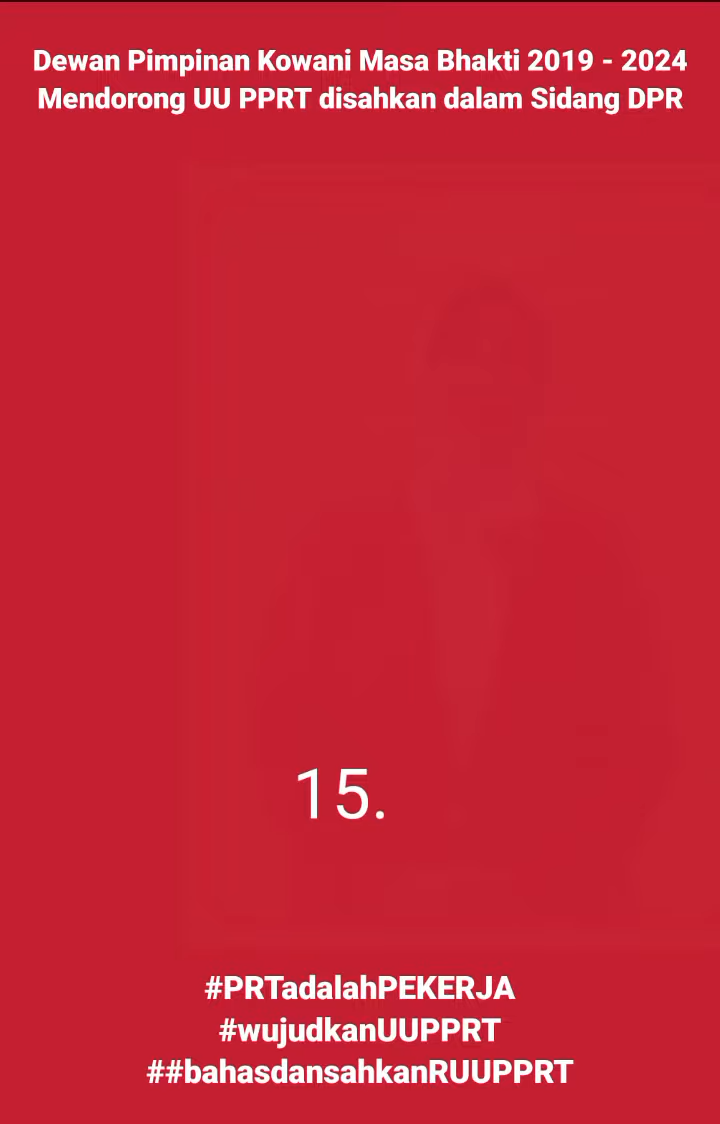 Dewan Pimpinan Kowani Masa Bhakti 2019 - 2024
Mendorong UU PPRT disahkan dalam Sidang DPR
15.
#PRTadalahPEKERJA
#wujudkanUUPPRT
##bahasdansahkanRUUPPRT